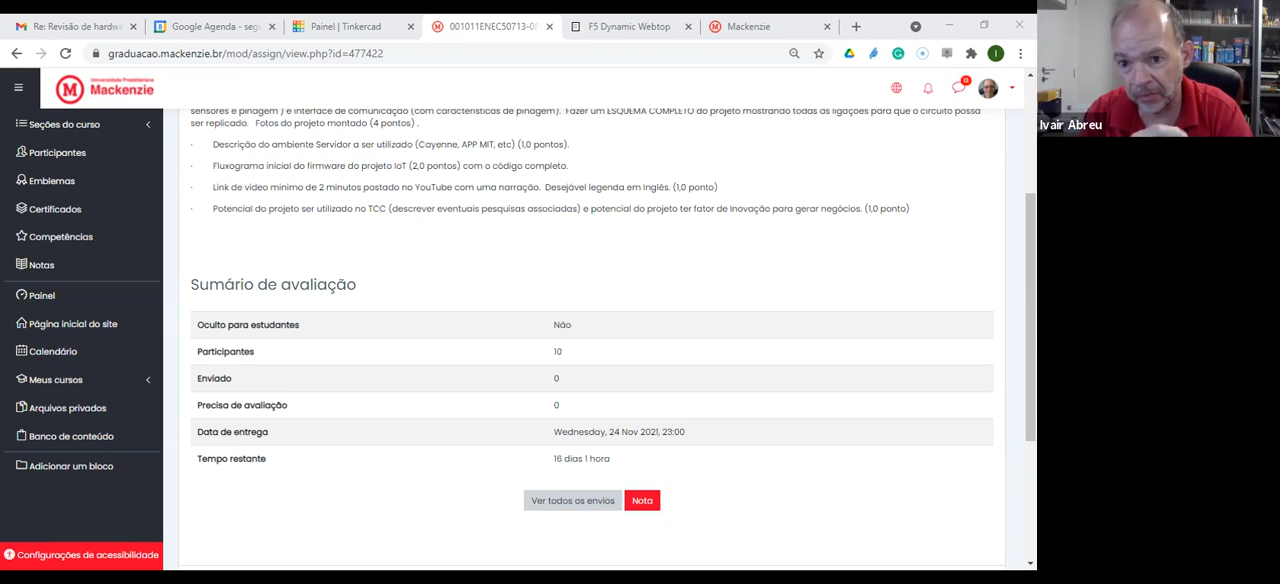 Re: Revisão de hardwa
Google Agenda - segu
Painel | Tinkercad
001011ENEC50713-08
F5 Dynamic Webtop
Mackenzie
graduacao.mackenzie.br/mod/assign/view.php?id=477422
Universidade Presbiteriana
Mackenzie
Ivair Abreu
sensores e pinagem ) e interface de comunicação (com características de pinagem). Fazer um ESQUEMA COMPLETO do projeto mostrando todas as ligações para que o circuito possa
ser replicado. Fotos do projeto montado (4 pontos) .
· Descrição do ambiente Servidor a ser utilizado (Cayenne, APP MIT, etc) (1,0 pontos).
· Fluxograma inicial do firmware do projeto IoT (2,0 pontos) com o código completo.
· Link de video mínimo de 2 minutos postado no YouTube com uma narração. Desejável legenda em Inglês. (1,0 ponto)
· Potencial do projeto ser utilizado no TCC (descrever eventuais pesquisas associadas) e potencial do projeto ter fator de Inovação para gerar negócios. (1,0 ponto)
Seções do curso
Participantes
Emblemas
Certificados
Competências
Notas
Painel
Página inicial do site
Calendário
Meus cursos
Arquivos privados
Banco de conteúdo
Adicionar um bloco
Configurações de acessibilidade
Sumário de avaliação
Oculto para estudantes Não
Participantes 10
Enviado 0
Precisa de avaliação 0
Data de entrega Wednesday, 24 Nov 2021, 23:00
Tempo restante 16 dias 1 hora
Ver todos os envios Nota